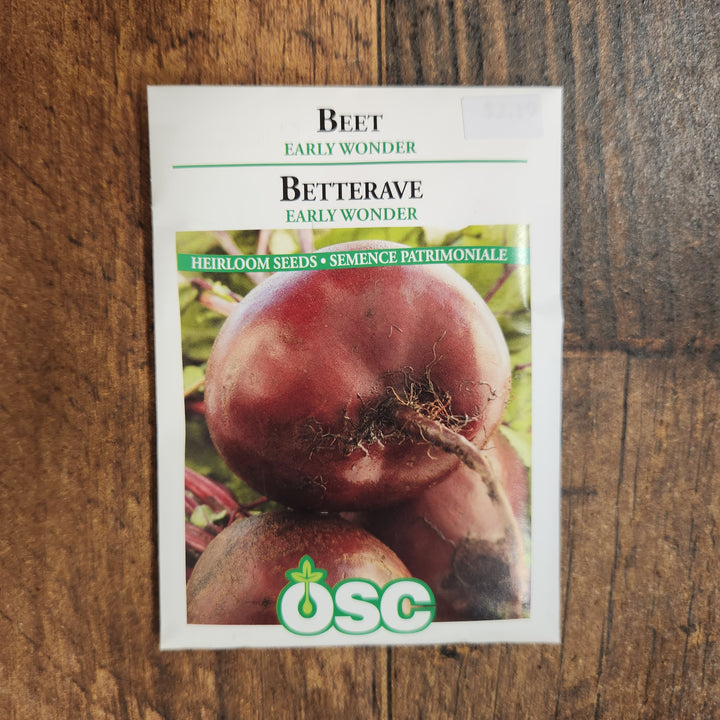 BEET
EARLY WONDER
BETTERAVE
EARLY WONDER
HEIRLOOM SEEDS • SEMENCE PATRIMONIALE
OSC